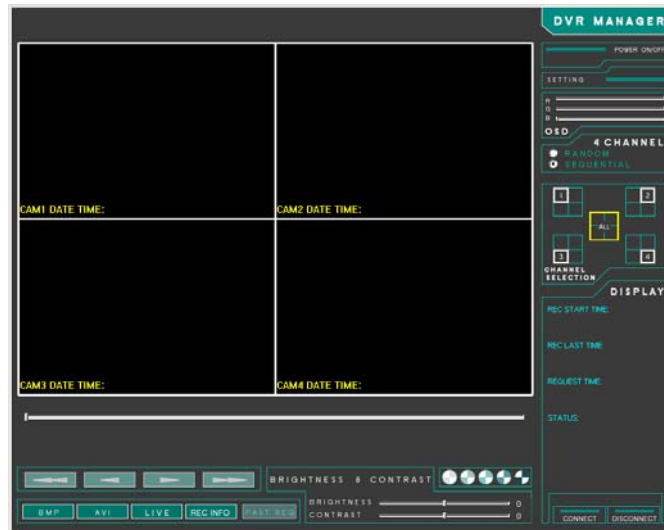 DVR MANAGER
POWER ON/OFF
SETTING
R
G
B
OSD
4 CHANNEL
RANDOM
SEQUENTIAL
1
2
ALL
3
4
CHANNEL
SELECTION
DISPLAY
REC START TIME:
REC LAST TIME
REQUEST TIME:
STATUS:
CONNECT
DISCONNECT
CAM1 DATE TIME:
CAM2 DATE TIME:
CAM3 DATE TIME:
CAM4 DATE TIME:
BRIGHTNESS & CONTRAST
BMP
AVI
LIVE
REC INFO
PAST REQ
BRIGHTNESS 0
CONTRAST 0